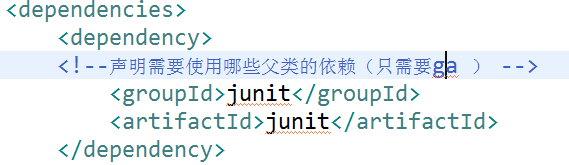 <dependencies>
<dependency>
<!--声明需要使用哪些父类的依赖（只需要ga ） -->
<groupId>junit</groupId>
<artifactId>junit</artifactId>
</dependency>